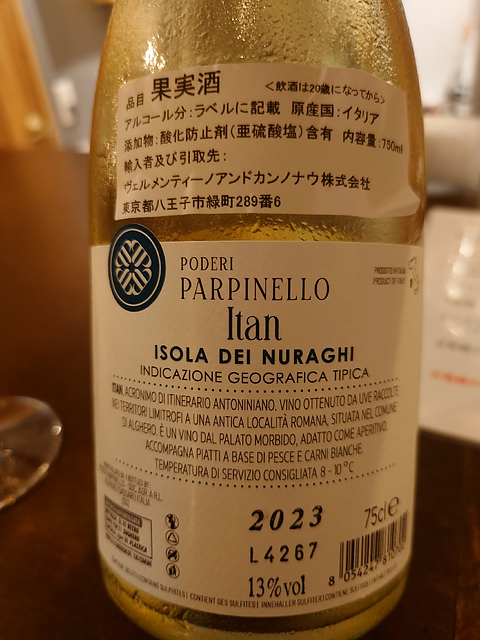 品目 果実酒 <飲酒は20歳になってから>
アルコール分:ラベルに記載 原産国:イタリア
添加物:酸化防止剤(亜硫酸塩)含有 内容量:750ml
輸入者及び引取先:
ヴェルメンティーノアンドカンノナウ株式会社
東京都八王子市緑町289番6
PODERI
PARPINELLO
PRODOTTO IN ITALIA
PRODUCT OF ITALY
Itan
ISOLA DEI NURAGHI
INDICAZIONE GEOGRAFICA TIPICA
ITAN, ACRONIMO DI ITINERARIO ANTONINIANO. VINO OTTENUTO DA UVE RACCOLTE
NEI TERRITORI LIMITROFI A UNA ANTICA LOCALITÀ ROMANA, SITUATA NEL COMUNE
DI ALGHERO. È UN VINO DAL PALATO MORBIDO, ADATTO COME APERITIVO.
ACCOMPAGNA PIATTI A BASE DI PESCE E CARNI BIANCHE.
TEMPERATURA DI SERVIZIO CONSIGLIATA 8 - 10 °C
2023
75cl e
L4267
13%vol